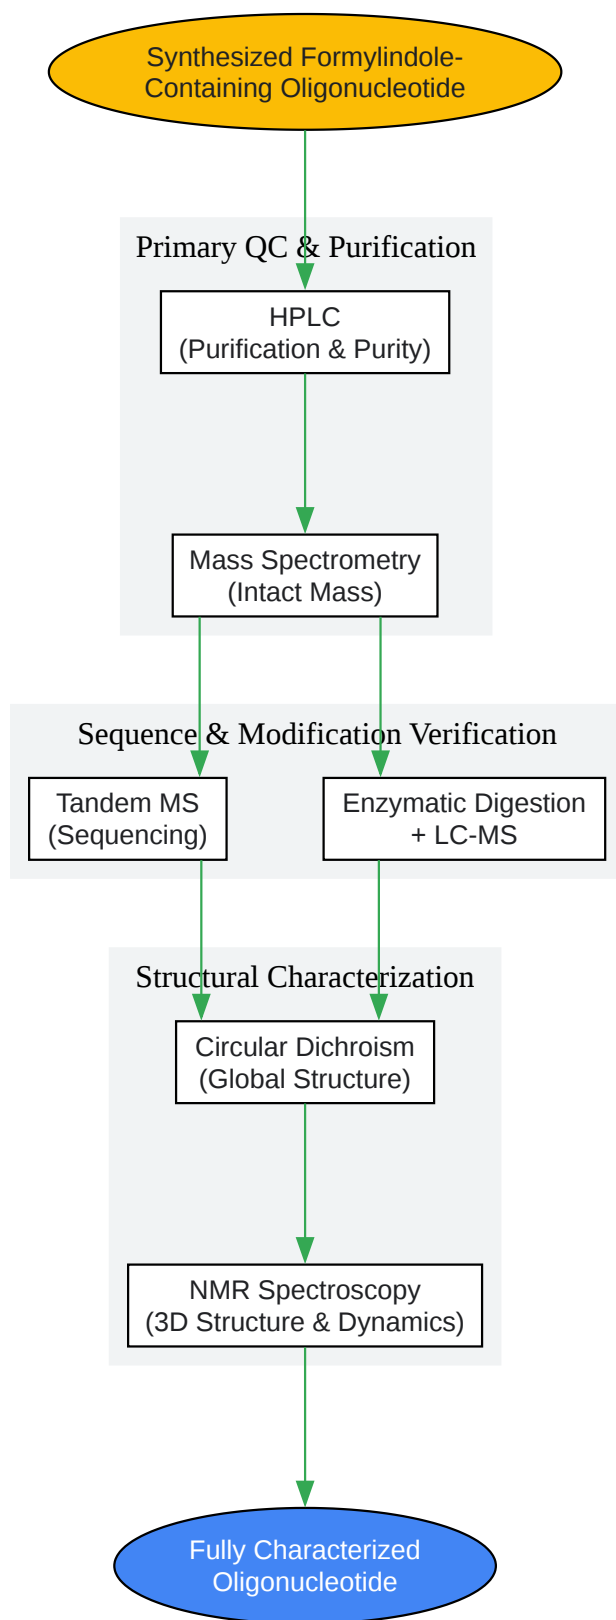 Synthesized Formylindole-
Containing Oligonucleotide
Primary QC & Purification
HPLC
(Purification & Purity)
Mass Spectrometry
(Intact Mass)
Sequence & Modification Verification
Tandem MS
(Sequencing)
Enzymatic Digestion
+ LC-MS
Structural Characterization
Circular Dichroism
(Global Structure)
NMR Spectroscopy
(3D Structure & Dynamics)
Fully Characterized
Oligonucleotide